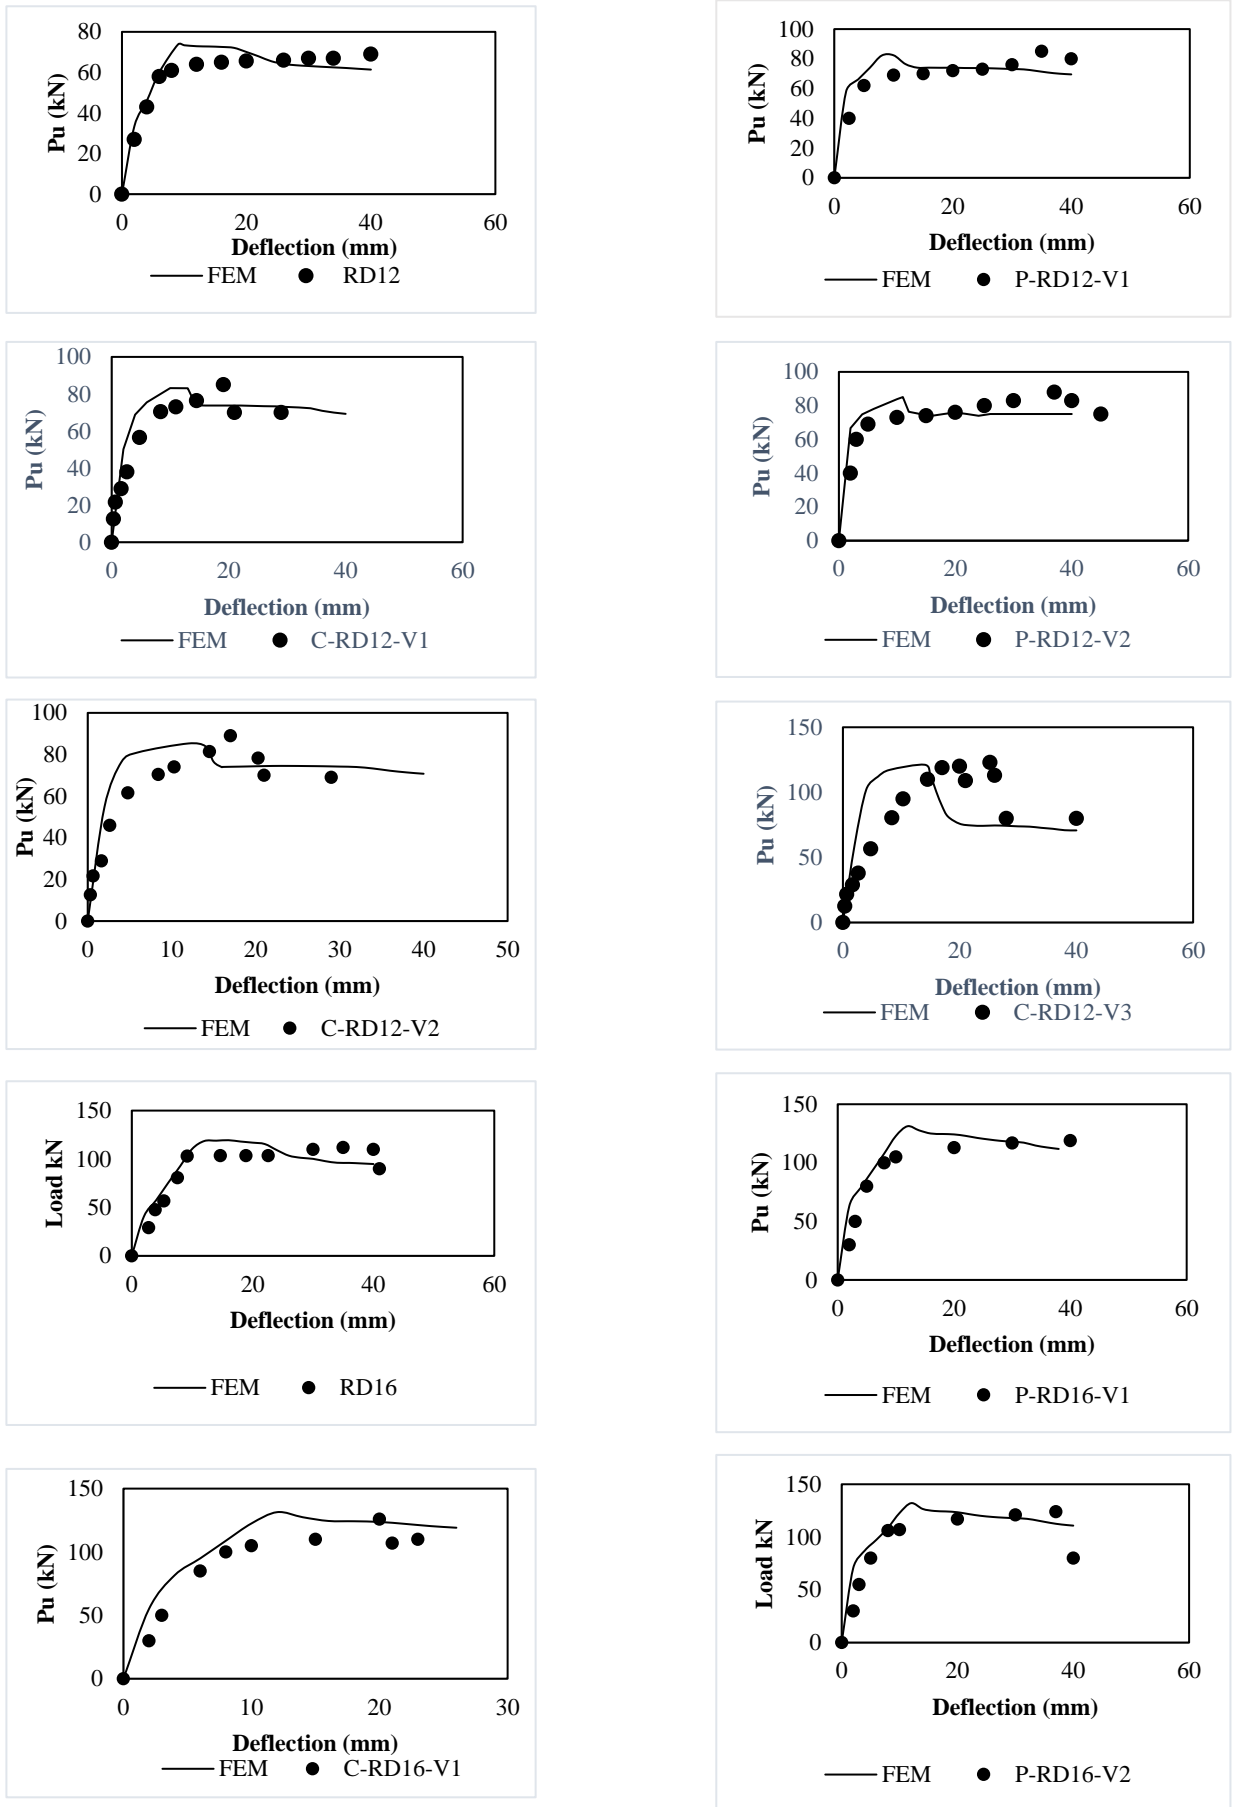 80
60
40
20
0
Pu (kN)
0 20 40 60
Deflection (mm)
FEM RD12
100
80
60
40
20
0
Pu (kN)
0 20 40 60
Deflection (mm)
FEM P-RD12-V1
100
80
60
40
20
0
Pu (kN)
0 20 40 60
Deflection (mm)
FEM C-RD12-V1
100
80
60
40
20
0
Pu (kN)
0 20 40 60
Deflection (mm)
FEM P-RD12-V2
100
80
60
40
20
0
Pu (kN)
0 10 20 30 40 50
Deflection (mm)
FEM C-RD12-V2
150
100
50
0
Pu (kN)
0 20 40 60
Deflection (mm)
FEM C-RD12-V3
150
100
50
0
Load kN
0 20 40 60
Deflection (mm)
FEM RD16
150
100
50
0
Pu (kN)
0 20 40 60
Deflection (mm)
FEM P-RD16-V1
150
100
50
0
Pu (kN)
0 10 20 30
Deflection (mm)
FEM C-RD16-V1
150
100
50
0
Load kN
0 20 40 60
Deflection (mm)
FEM P-RD16-V2